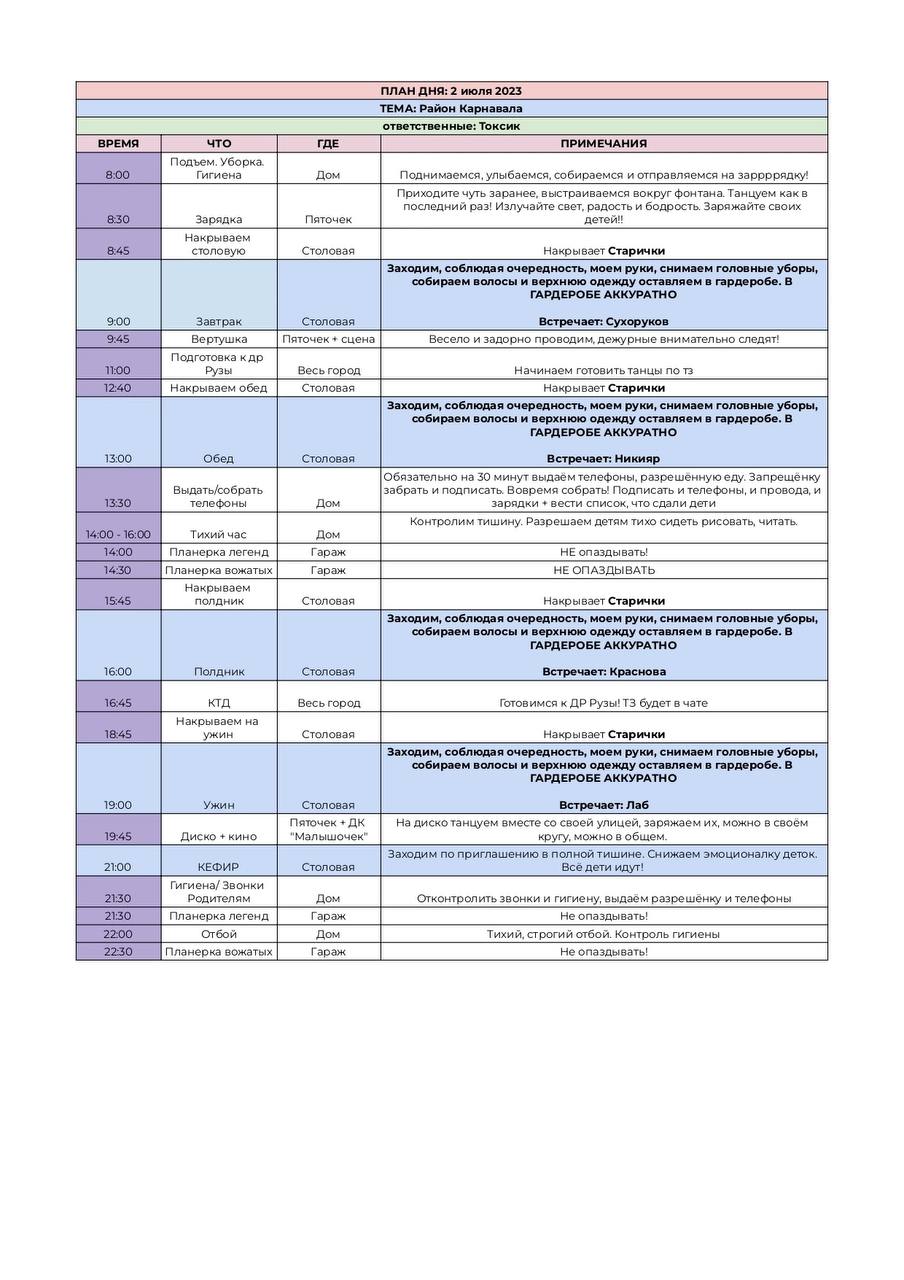 ПЛАН ДНЯ: 2 июля 2023
ТЕМА: Район Карнавала
ответственные: Токсик
ВРЕМЯ ЧТО ГДЕ ПРИМЕЧАНИЯ
Подъем. Уборка.
8:00 Гигиена Дом Поднимаемся, улыбаемся, собираемся и отправляемся на заррррядку!
Приходите чуть заранее, выстраиваемся вокруг фонтана. Танцуем как в
последний раз! Излучайте свет, радость и бодрость. Заряжайте своих
8:30 Зарядка Пяточек детей!!
Накрываем
8:45 столовую Столовая Накрывает Старички
Заходим, соблюдая очередность, моем руки, снимаем головные уборы,
собираем волосы и верхнюю одежду оставляем в гардеробе. В
ГАРДЕРОБЕ АККУРАТНО
9:00 Завтрак Столовая Встречает: Сухоруков
9:45 Вертушка Пяточек + сцена Весело и задорно проводим, дежурные внимательно следят!
Подготовка к др
11:00 Рузы Весь город Начинаем готовить танцы по тз
12:40 Накрываем обед Столовая Накрывает Старички
Заходим, соблюдая очередность, моем руки, снимаем головные уборы,
собираем волосы и верхнюю одежду оставляем в гардеробе. В
ГАРДЕРОБЕ АККУРАТНО
13:00 Обед Столовая Встречает: Никияр
Обязательно на 30 минут выдаём телефоны, разрешённую еду. Запрещёнку
Выдать/собрать забрать и подписать. Вовремя собрать! Подписать и телефоны, и провода, и
13:30 телефоны Дом зарядки + вести список, что сдали дети
Контролим тишину. Разрешаем детям тихо сидеть рисовать, читать.
14:00 - 16:00 Тихий час Дом
14:00 Планерка легенд Гараж НЕ опаздывать!
14:30 Планерка вожатых Гараж НЕ ОПАЗДЫВАТЬ
Накрываем
15:45 полдник Столовая Накрывает Старички
Заходим, соблюдая очередность, моем руки, снимаем головные уборы,
собираем волосы и верхнюю одежду оставляем в гардеробе. В
ГАРДЕРОБЕ АККУРАТНО
16:00 Полдник Столовая Встречает: Краснова
16:45 КТД Весь город Готовимся к ДР Рузы! ТЗ будет в чате
Накрываем на
18:45 ужин Столовая Накрывает Старички
Заходим, соблюдая очередность, моем руки, снимаем головные уборы,
собираем волосы и верхнюю одежду оставляем в гардеробе. В
ГАРДЕРОБЕ АККУРАТНО
19:00 Ужин Столовая Встречает: Лаб
Пяточек + ДК На диско танцуем вместе со своей улицей, заряжаем их, можно в своём
19:45 Диско + кино "Малышочек" кругу, можно в общем.
Заходим по приглашению в полной тишине. Снижаем эмоционалку деток.
21:00 КЕФИР Столовая Всё дети идут!
Гигиена/ Звонки
21:30 Родителям Дом Отконтролить звонки и гигиену, выдаём разрешёнку и телефоны
21:30 Планерка легенд Гараж Не опаздывать!
22:00 Отбой Дом Тихий, строгий отбой. Контроль гигиены
22:30 Планерка вожатых Гараж Не опаздывать!